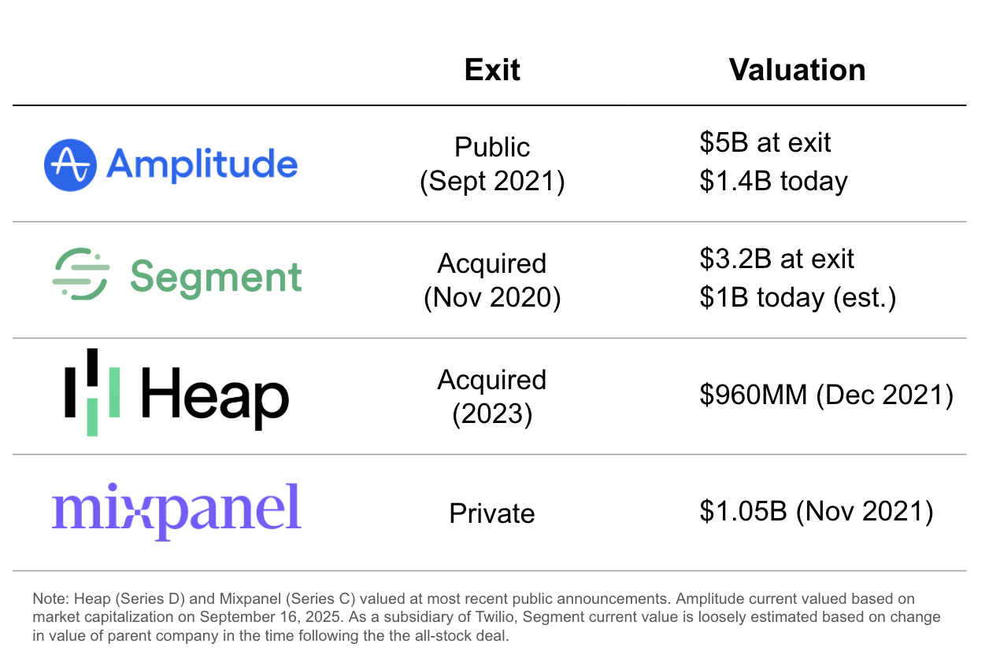 Exit Valuation
Amplitude
Public
(Sept 2021)
$5B at exit
$1.4B today
Segment
Acquired
(Nov 2020)
$3.2B at exit
$1B today (est.)
Heap
Acquired
(2023)
$960MM (Dec 2021)
mixpanel
Private
$1.05B (Nov 2021)
Note: Heap (Series D) and Mixpanel (Series C) valued at most recent public announcements. Amplitude current valued based on
market capitalization on September 16, 2025. As a subsidiary of Twilio, Segment current value is loosely estimated based on change
in value of parent company in the time following the the all-stock deal.